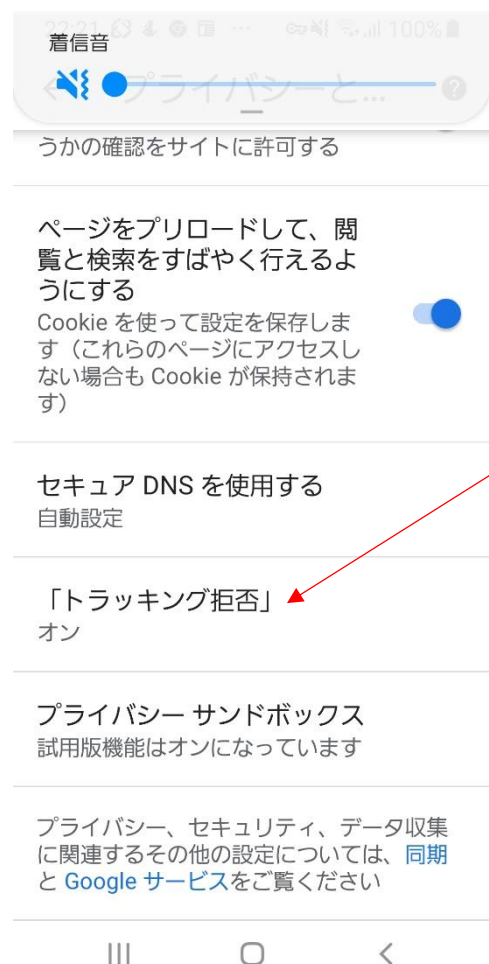 22:21
100%
着信音
プライバシーと...
うかの確認をサイトに許可する
ページをプリロードして、閲
覧と検索をすばやく行えるよ
うにする
Cookie を使って設定を保存しま
す（これらのページにアクセスし
ない場合も Cookie が保持されま
す）
セキュア DNS を使用する
自動設定
「トラッキング拒否」
オン
プライバシー サンドボックス
試用版機能はオンになっています
プライバシー、セキュリティ、データ収集
に関連するその他の設定については、同期
と Google サービスをご覧ください